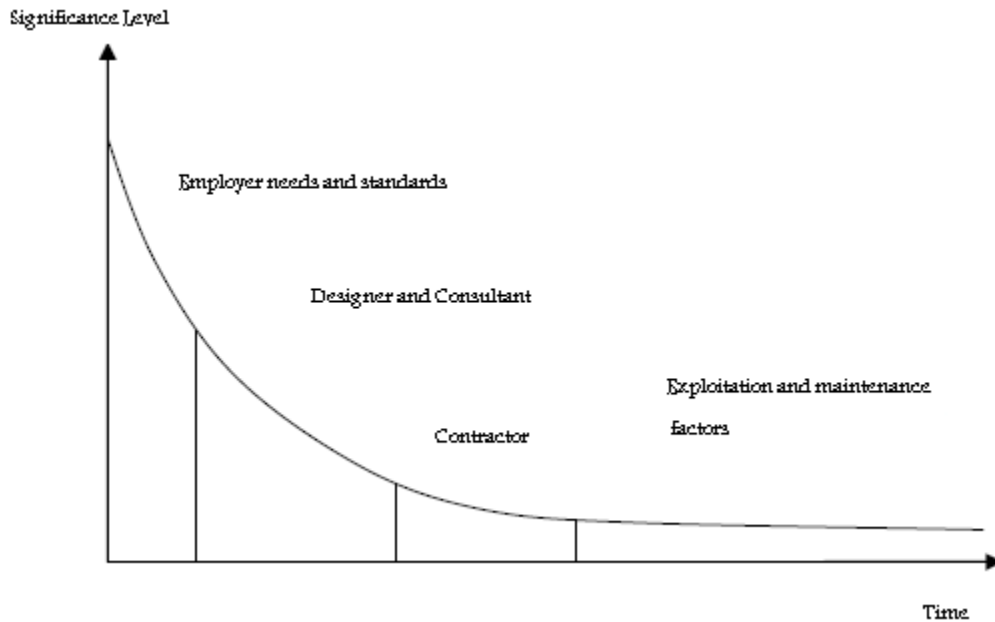 Significance Level
Employer needs and standards
Designer and Consultant
Exploitation and maintenance
factors
Contractor
Time